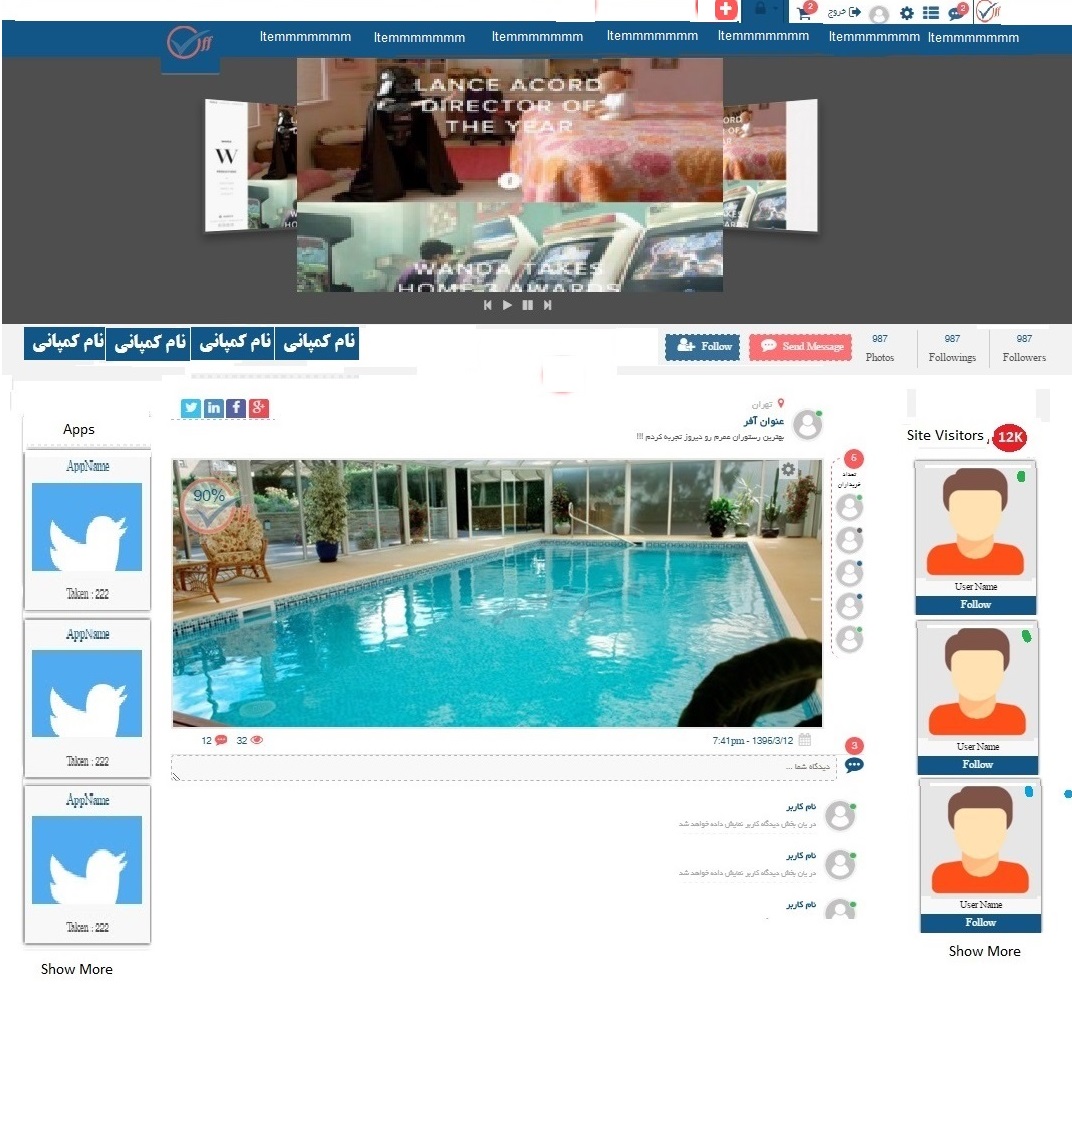 2
خروج
2
ff
Itemmmmmmm
Itemmmmmmm
Itemmmmmmm
Itemmmmmmm
Itemmmmmmm
Itemmmmmmm
Itemmmmmmm
LANCE ACORD
DIRECTOR OF
THE YEAR
W
WANDA TAKES
HOME 3 AWARDS
نام کمپانی
نام کمپانی
نام کمپانی
نام کمپانی
Follow
Send Message
987
Photos
987
Followings
987
Followers
Apps
AppName
Taken : 222
AppName
Taken : 222
AppName
Taken : 222
Show More
تهران
عنوان آفر
بهترین رستوران عمرم رو دیروز تجربه کردم !!!
90%
6
تعداد
خریداران
12
32
7:41pm - 1396/3/12
3
دیدگاه شما ...
نام کاربر
در یان بخش دیدگاه کاربر نمایش داده خواهد شد
نام کاربر
در یان بخش دیدگاه کاربر نمایش داده خواهد شد
نام کاربر
Site Visitors
12K
User Name
Follow
User Name
Follow
User Name
Follow
Show More